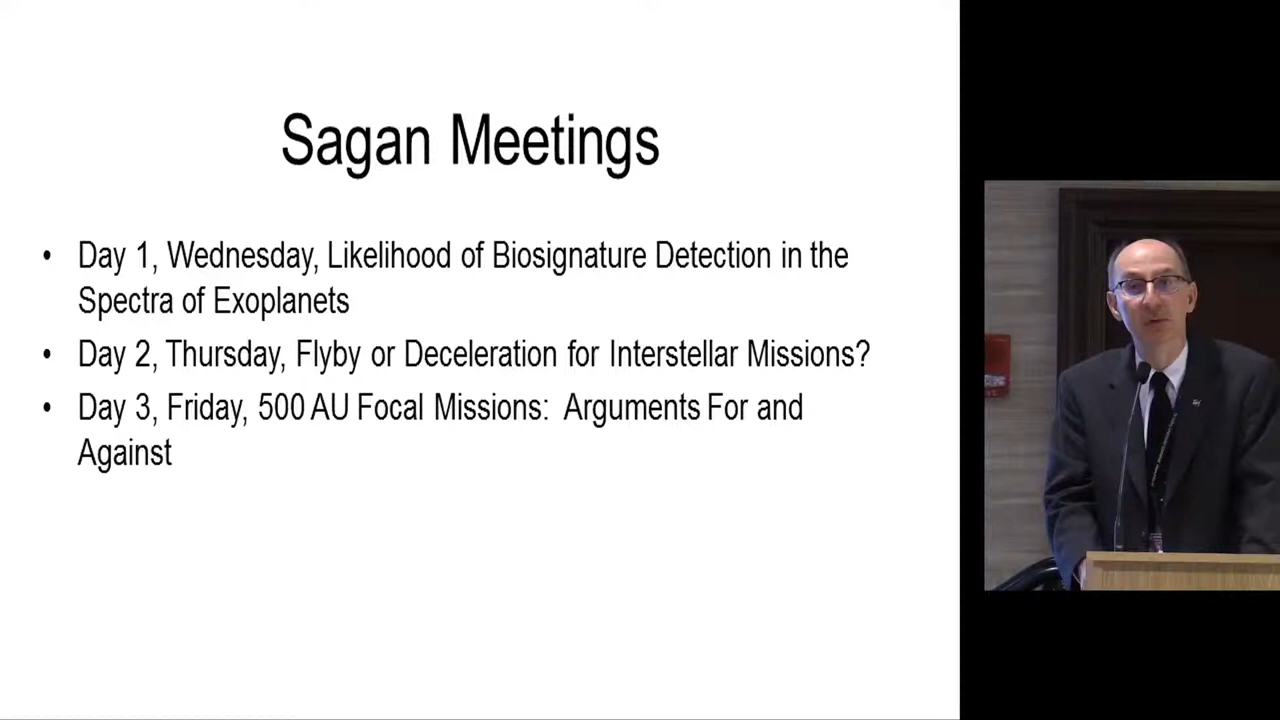 Sagan Meetings
• Day 1, Wednesday, Likelihood of Biosignature Detection in the
Spectra of Exoplanets
• Day 2, Thursday, Flyby or Deceleration for Interstellar Missions?
• Day 3, Friday, 500 AU Focal Missions: Arguments For and
Against